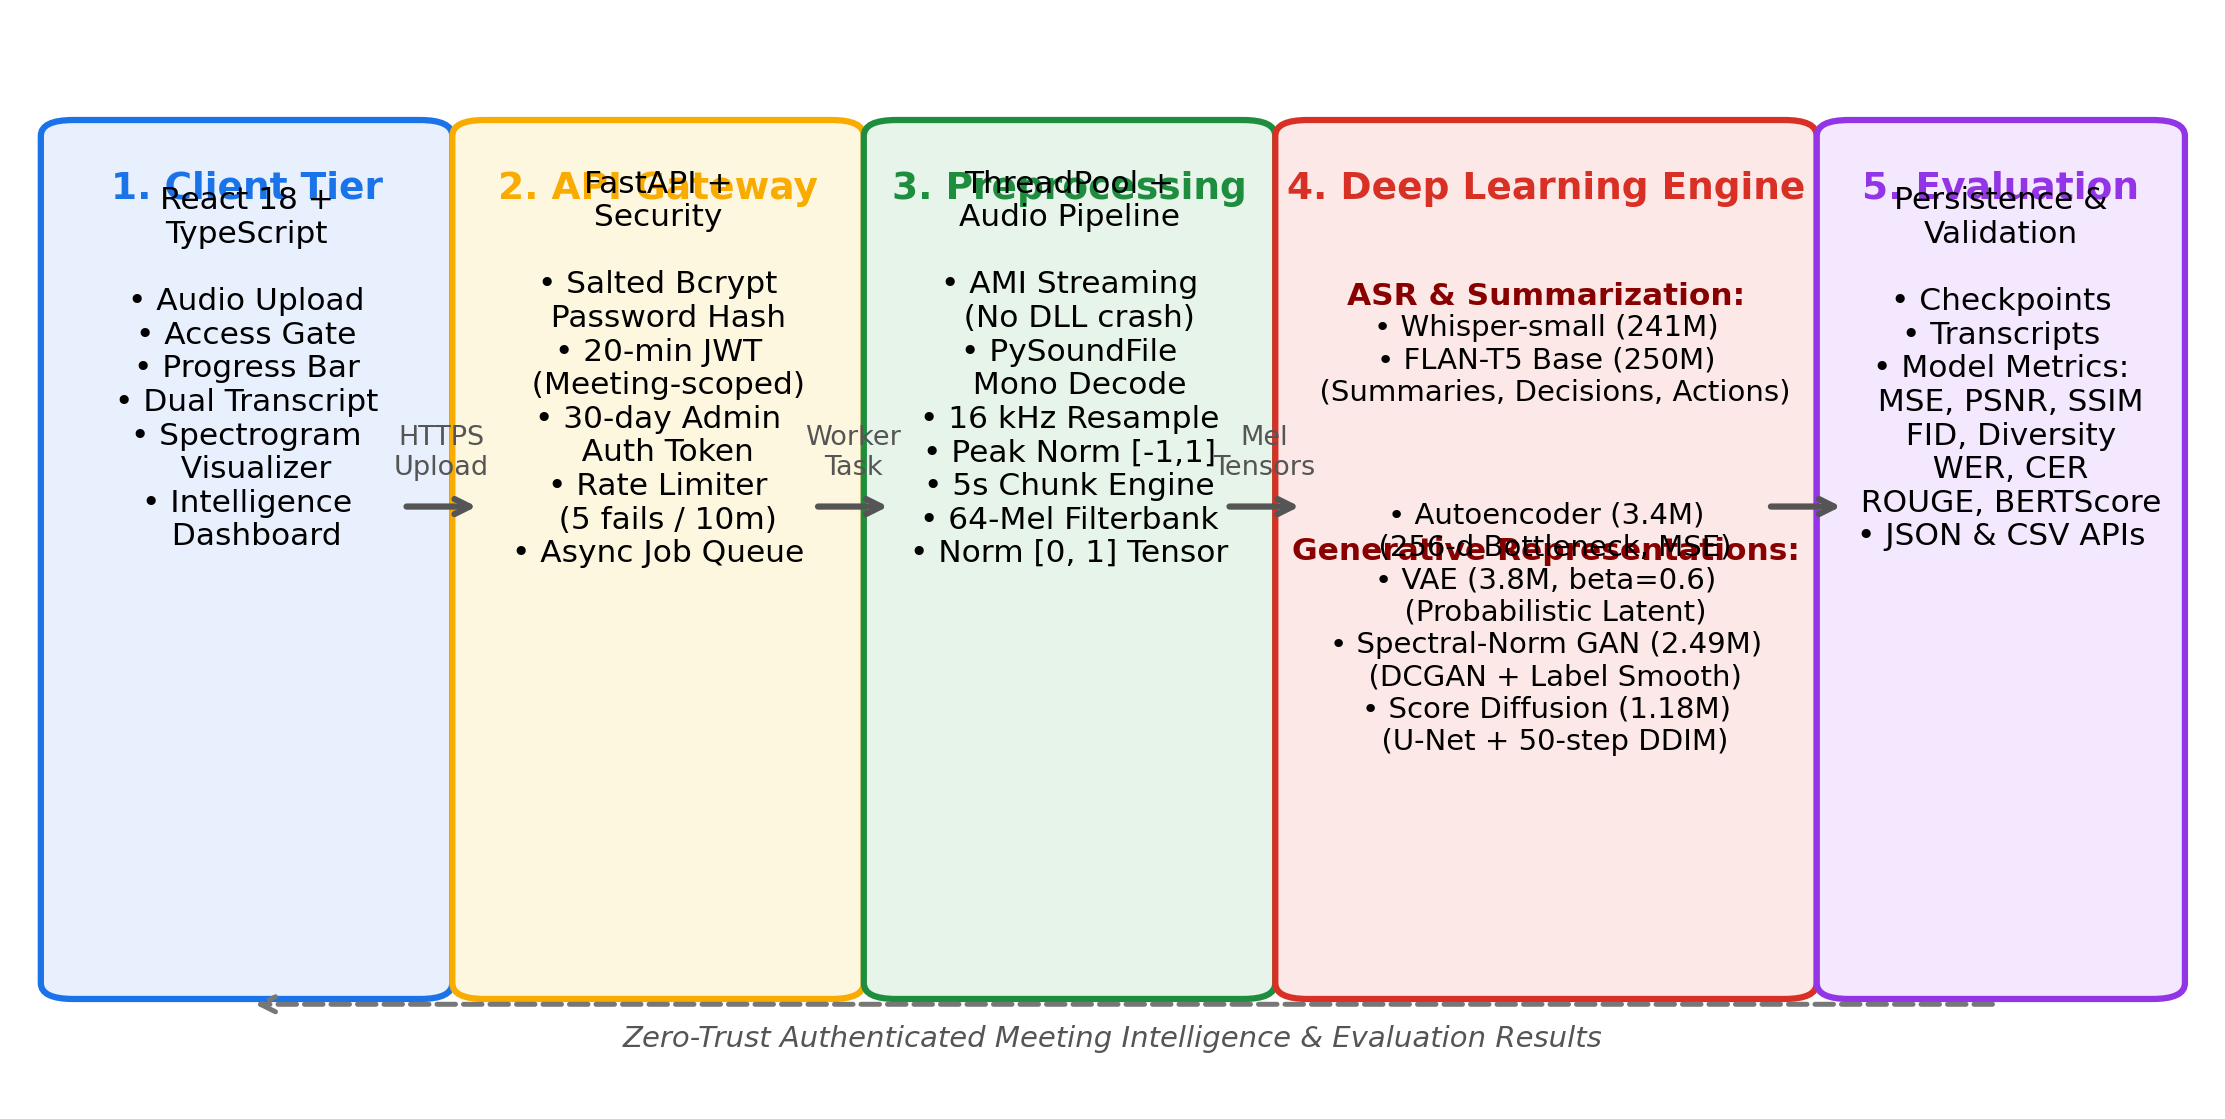 1. Client Tier
React 18 +
TypeScript
• Audio Upload
• Access Gate
• Progress Bar
• Dual Transcript
• Spectrogram
Visualizer
• Intelligence
Dashboard
HTTPS
Upload
2. API Gateway
FastAPI +
Security
• Salted Bcrypt
Password Hash
• 20-min JWT
(Meeting-scoped)
• 30-day Admin
Auth Token
• Rate Limiter
(5 fails / 10m)
• Async Job Queue
Worker
Task
3. Preprocessing
ThreadPool +
Audio Pipeline
• AMI Streaming
(No DLL crash)
• PySoundFile
Mono Decode
• 16 kHz Resample
• Peak Norm [-1,1]
• 5s Chunk Engine
• 64-Mel Filterbank
• Norm [0, 1] Tensor
Mel
Tensors
4. Deep Learning Engine
ASR & Summarization:
• Whisper-small (241M)
• FLAN-T5 Base (250M)
(Summaries, Decisions, Actions)
Generative Representations:
• Autoencoder (3.4M)
(256-d Bottleneck, MSE)
• VAE (3.8M, beta=0.6)
(Probabilistic Latent)
• Spectral-Norm GAN (2.49M)
(DCGAN + Label Smooth)
• Score Diffusion (1.18M)
(U-Net + 50-step DDIM)
5. Evaluation
Persistence &
Validation
• Checkpoints
• Transcripts
• Model Metrics:
MSE, PSNR, SSIM
FID, Diversity
WER, CER
ROUGE, BERTScore
• JSON & CSV APIs
Zero-Trust Authenticated Meeting Intelligence & Evaluation Results